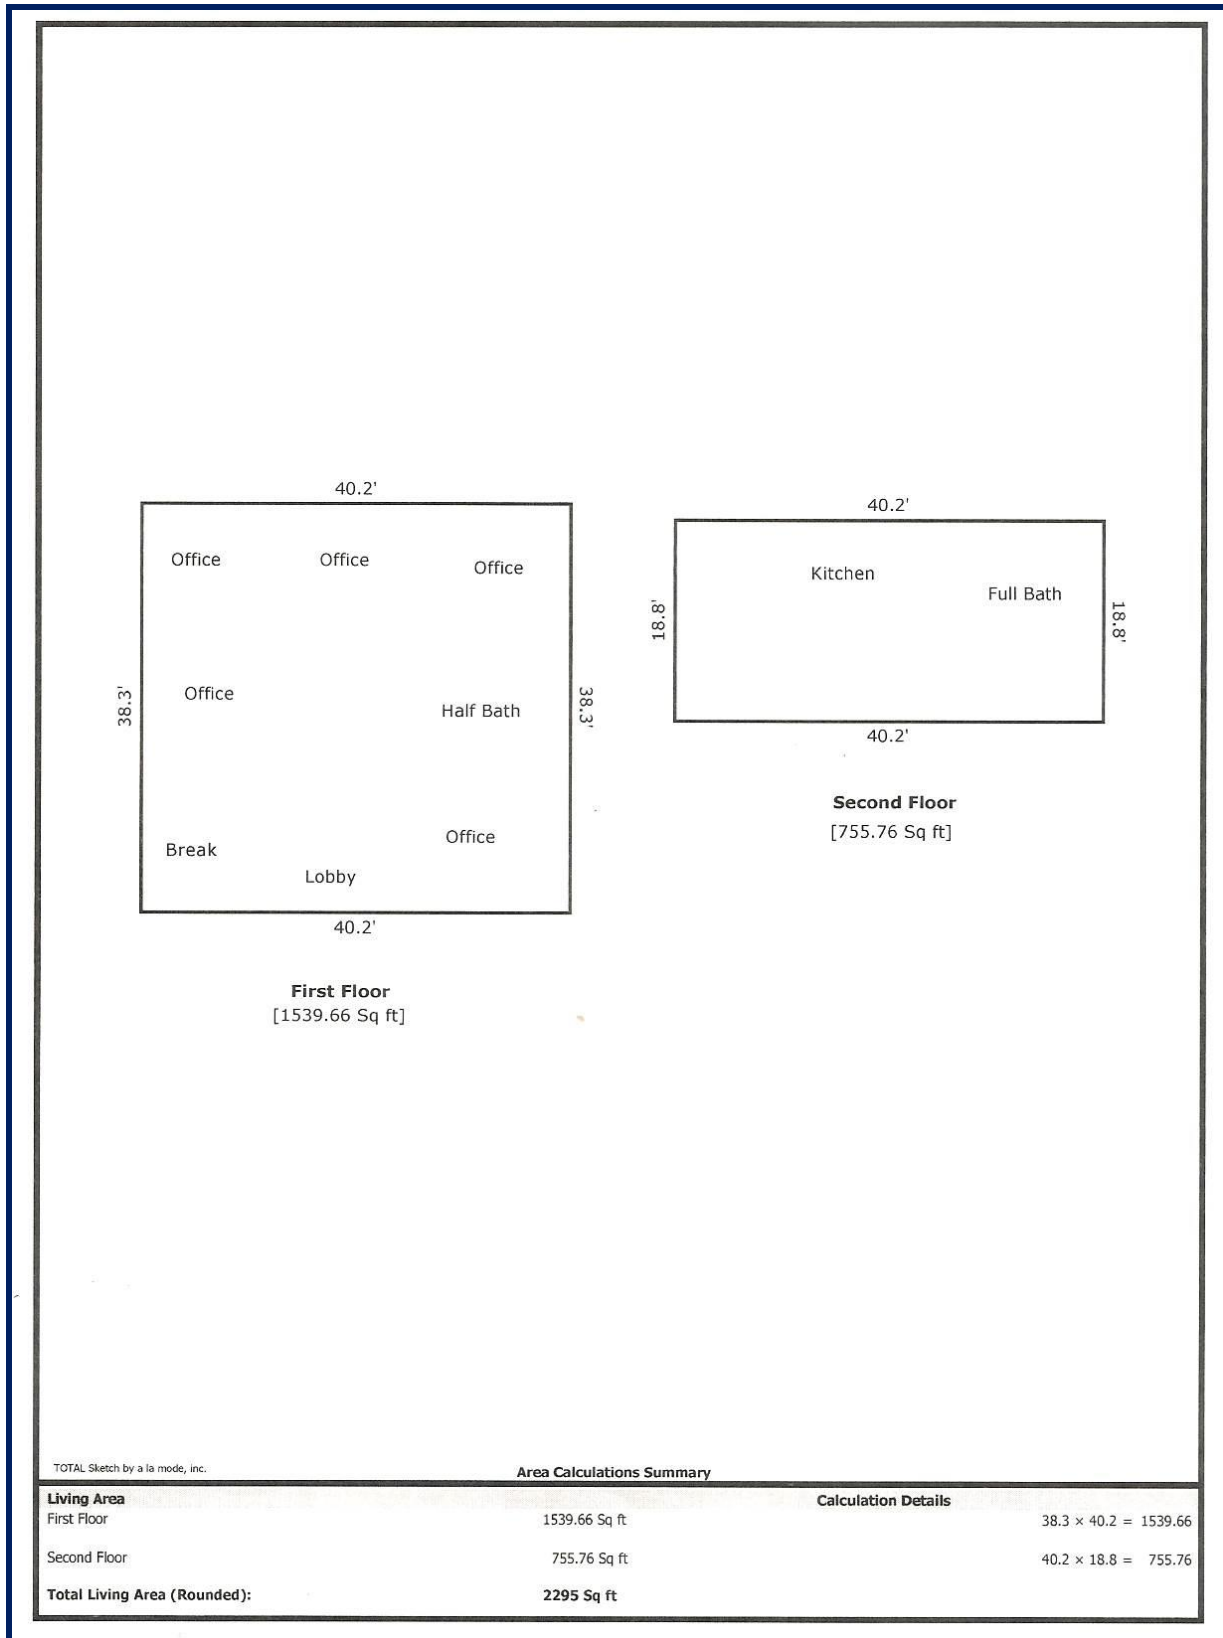 40.2'
40.2'
Office Office Office
Kitchen
Full Bath
18.8'
18.8'
Office
38.3'
38.3'
Half Bath
40.2'
Second Floor
[755.76 Sq ft]
Office
Break
Lobby
40.2'
First Floor
[1539.66 Sq ft]
TOTAL Sketch by a la mode, inc.
Area Calculations Summary
Living Area Calculation Details
First Floor 1539.66 Sq ft 38.3 × 40.2 = 1539.66
Second Floor 755.76 Sq ft 40.2 × 18.8 = 755.76
Total Living Area (Rounded): 2295 Sq ft